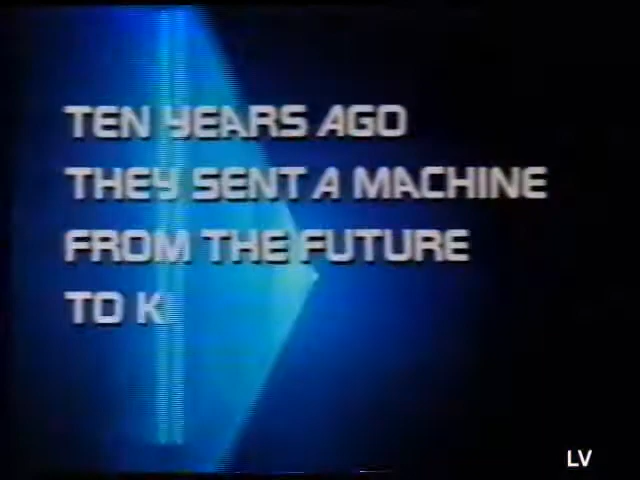 TEN YEARS AGO
THEY SENT A MACHINE
FROM THE FUTURE
TO K
LV